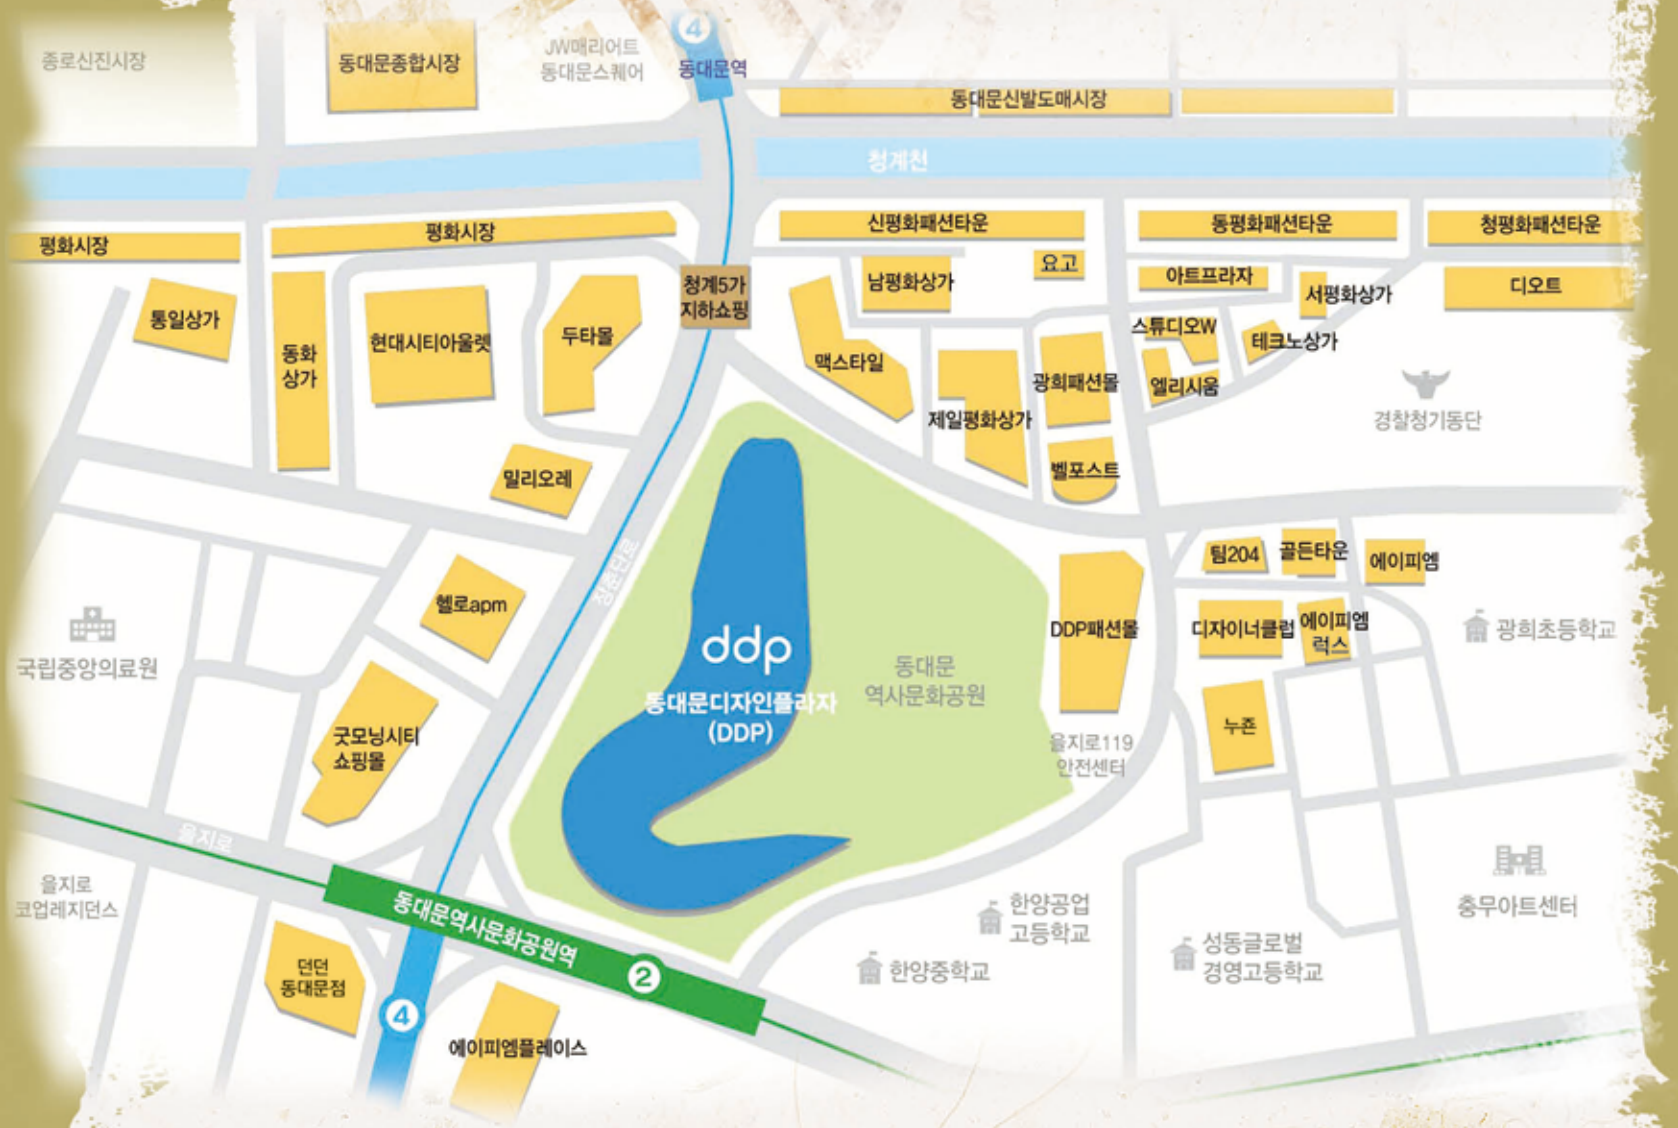 종로신진시장
동대문종합시장
JW매리어트
동대문스퀘어
4
동대문역
동대문신발도매시장
청계천
평화시장
평화시장
신평화패션타운
동평화패션타운
청평화패션타운
통일상가
동화
상가
현대시티아울렛
두타몰
청계5가
지하쇼핑
맥스타일
남평화상가
요고
아트프라자
서평화상가
디오트
스튜디오W
테크노상가
엘리시움
광희패션몰
제일평화상가
벨포스트
경찰청기동단
밀리오레
장충단로
헬로apm
국립중앙의료원
굿모닝시티
쇼핑몰
ddp
동대문디자인플라자
(DDP)
동대문
역사문화공원
DDP패션몰
을지로119
안전센터
팀204
골든타운
에이피엠
디자이너클럽
에이피엠
럭스
광희초등학교
누죤
을지로
을지로
코업레지던스
동대문역사문화공원역
2
던던
동대문점
4
에이피엠플레이스
한양공업
고등학교
한양중학교
성동글로벌
경영고등학교
충무아트센터